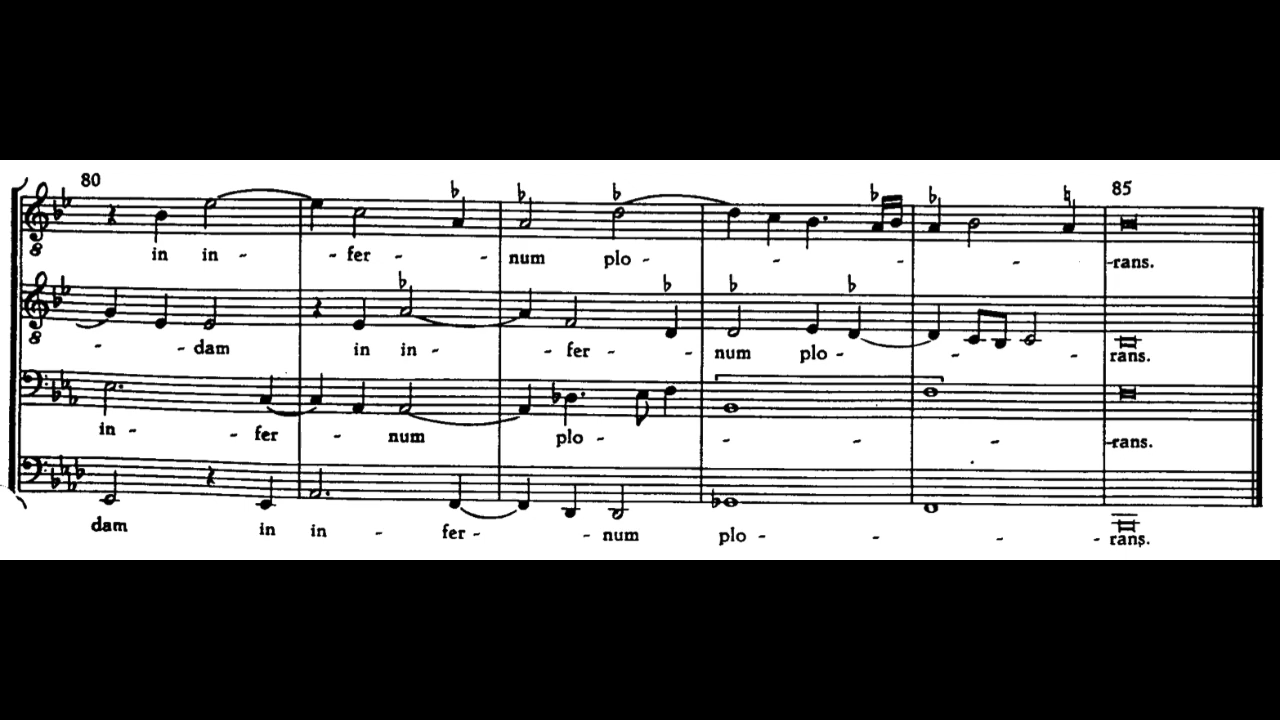 80 85
in in - - fer - - num plo - - - - -rans.
- - dam in in - - fer - - num plo - - - rans.
in - - fer - num plo - - - - -rans.
dam in in - fer - - num plo - - - - rans.